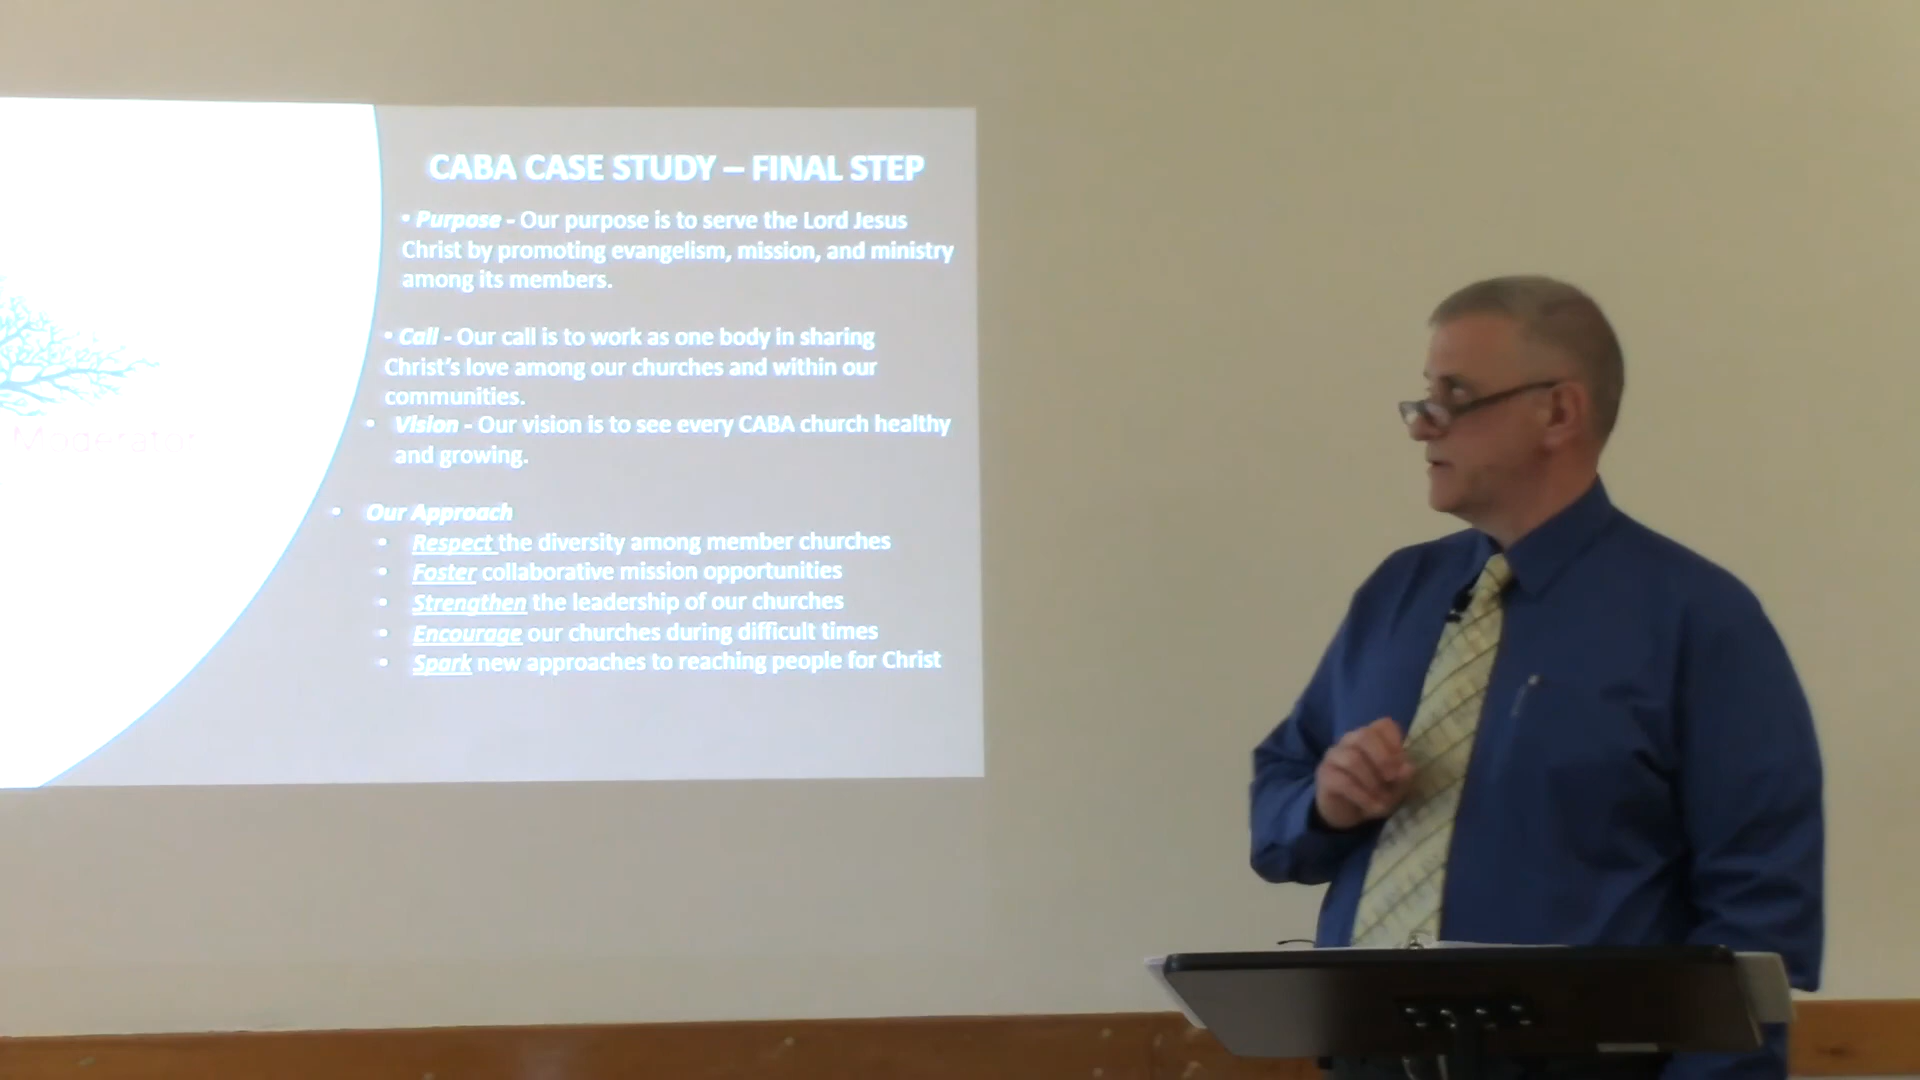 CABA CASE STUDY – FINAL STEP
• Purpose - Our purpose is to serve the Lord Jesus
Christ by promoting evangelism, mission, and ministry
among its members.
• Call - Our call is to work as one body in sharing
Christ's love among our churches and within our
communities.
• Vision - Our vision is to see every CABA church healthy
and growing.
• Our Approach
• Respect the diversity among member churches
• Foster collaborative mission opportunities
• Strengthen the leadership of our churches
• Encourage our churches during difficult times
• Spark new approaches to reaching people for Christ
Moderator